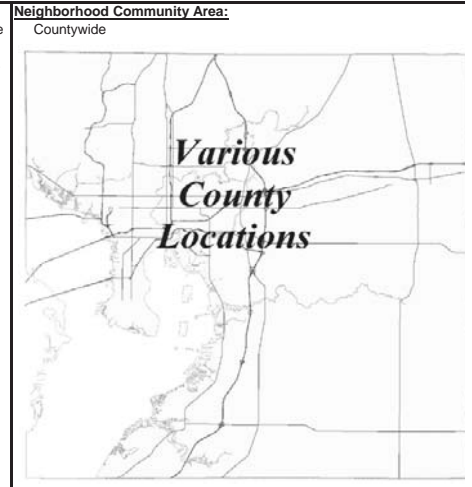 Neighborhood Community Area:
e Countywide
Various
County
Locations